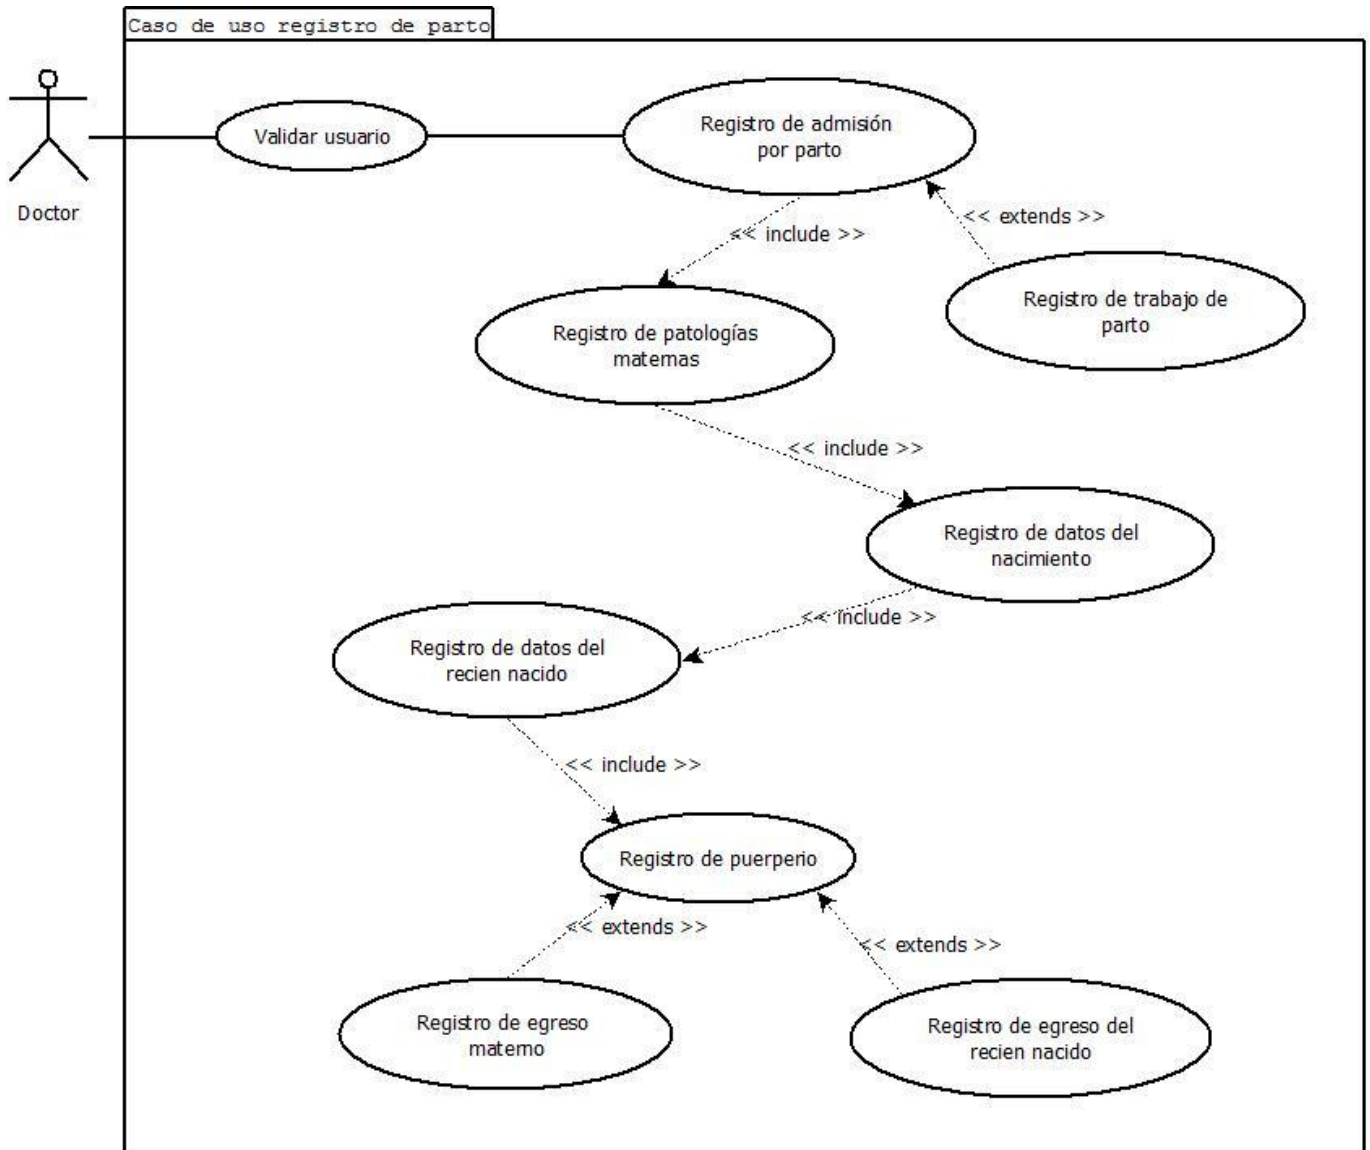 Caso de uso registro de parto
Doctor
Validar usuario
Registro de admisión
por parto
<< extends >>
<< include >>
Registro de trabajo de
parto
Registro de patologías
maternas
<< include >>
Registro de datos del
nacimiento
<< include >>
Registro de datos del
recien nacido
<< include >>
Registro de puerperio
<< extends >>
<< extends >>
Registro de egreso
materno
Registro de egreso del
recien nacido